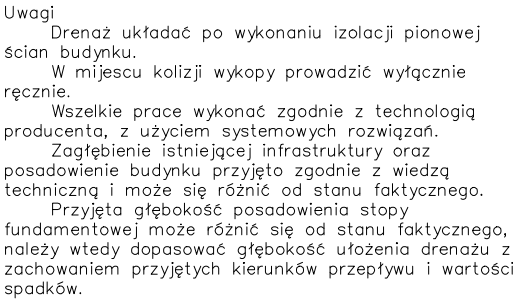 Uwagi
Drenaż układać po wykonaniu izolacji pionowej
ścian budynku.
W mijescu kolizji wykopy prowadzić wyłącznie
ręcznie.
Wszelkie prace wykonać zgodnie z technologią
producenta, z użyciem systemowych rozwiązań.
Zagłębienie istniejącej infrastruktury oraz
posadowienie budynku przyjęto zgodnie z wiedzą
techniczną i może się różnić od stanu faktycznego.
Przyjęta głębokość posadowienia stopy
fundamentowej może różnić się od stanu faktycznego,
należy wtedy dopasować głębokość ułożenia drenażu z
zachowaniem przyjętych kierunków przepływu i wartości
spadków.